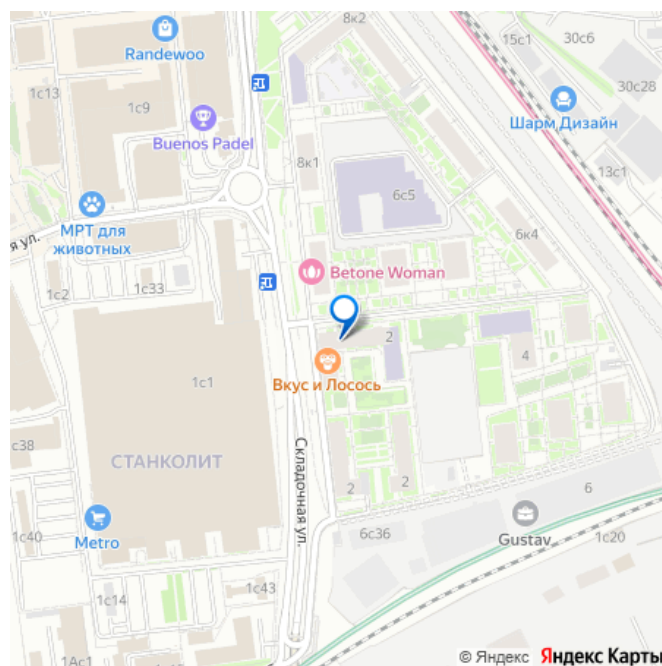 8к2
15с1
30с6
Randewoo
30с28
1с13
1с9
Шарм Дизайн
Buenos Padel
8к1
13с1
6с5
МРТ для
животных
я ул.
6к4
Betone Woman
1с2
1с33
2
4
Вкус и Лосось
1с1
СТАНКОЛИТ
с38
Складочная ул.
2
2
6
Metro
6с36
Gustav
1с20
1с40
1с14
1с43
1Ас1
© Яндекс Яндекс Карты